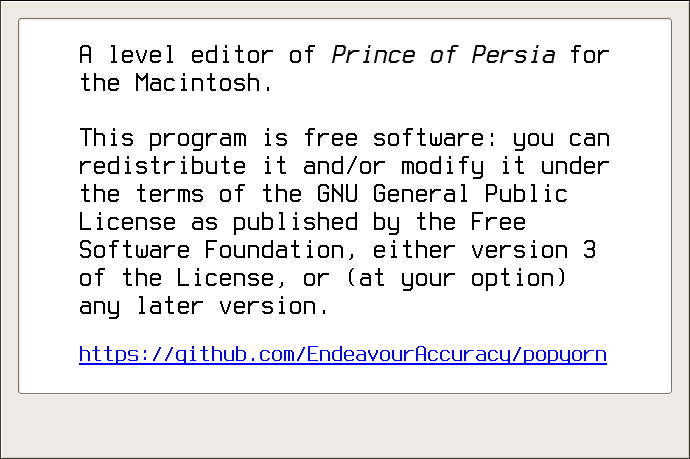 A level editor of Prince of Persia for
the Macintosh.
This program is free software: you can
redistribute it and/or modify it under
the terms of the GNU General Public
License as published by the Free
Software Foundation, either version 3
of the License, or (at your option)
any later version.
https://github.com/EndeavourAccuracy/popyorn